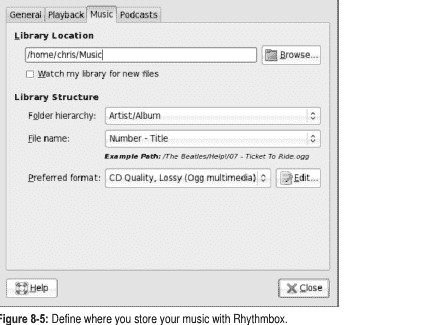 General Playback Music Podcasts
Library Location
/home/chris/Music
Browse...
Watch my library for new files
Library Structure
Folder hierarchy: Artist/Album
File name: Number - Title
Example Path: /The Beatles/Help!/07 - Ticket To Ride.ogg
Preferred format: CD Quality, Lossy (Ogg multimedia) Edit...
Help Close
Figure 8-5: Define where you store your music with Rhythmbox.